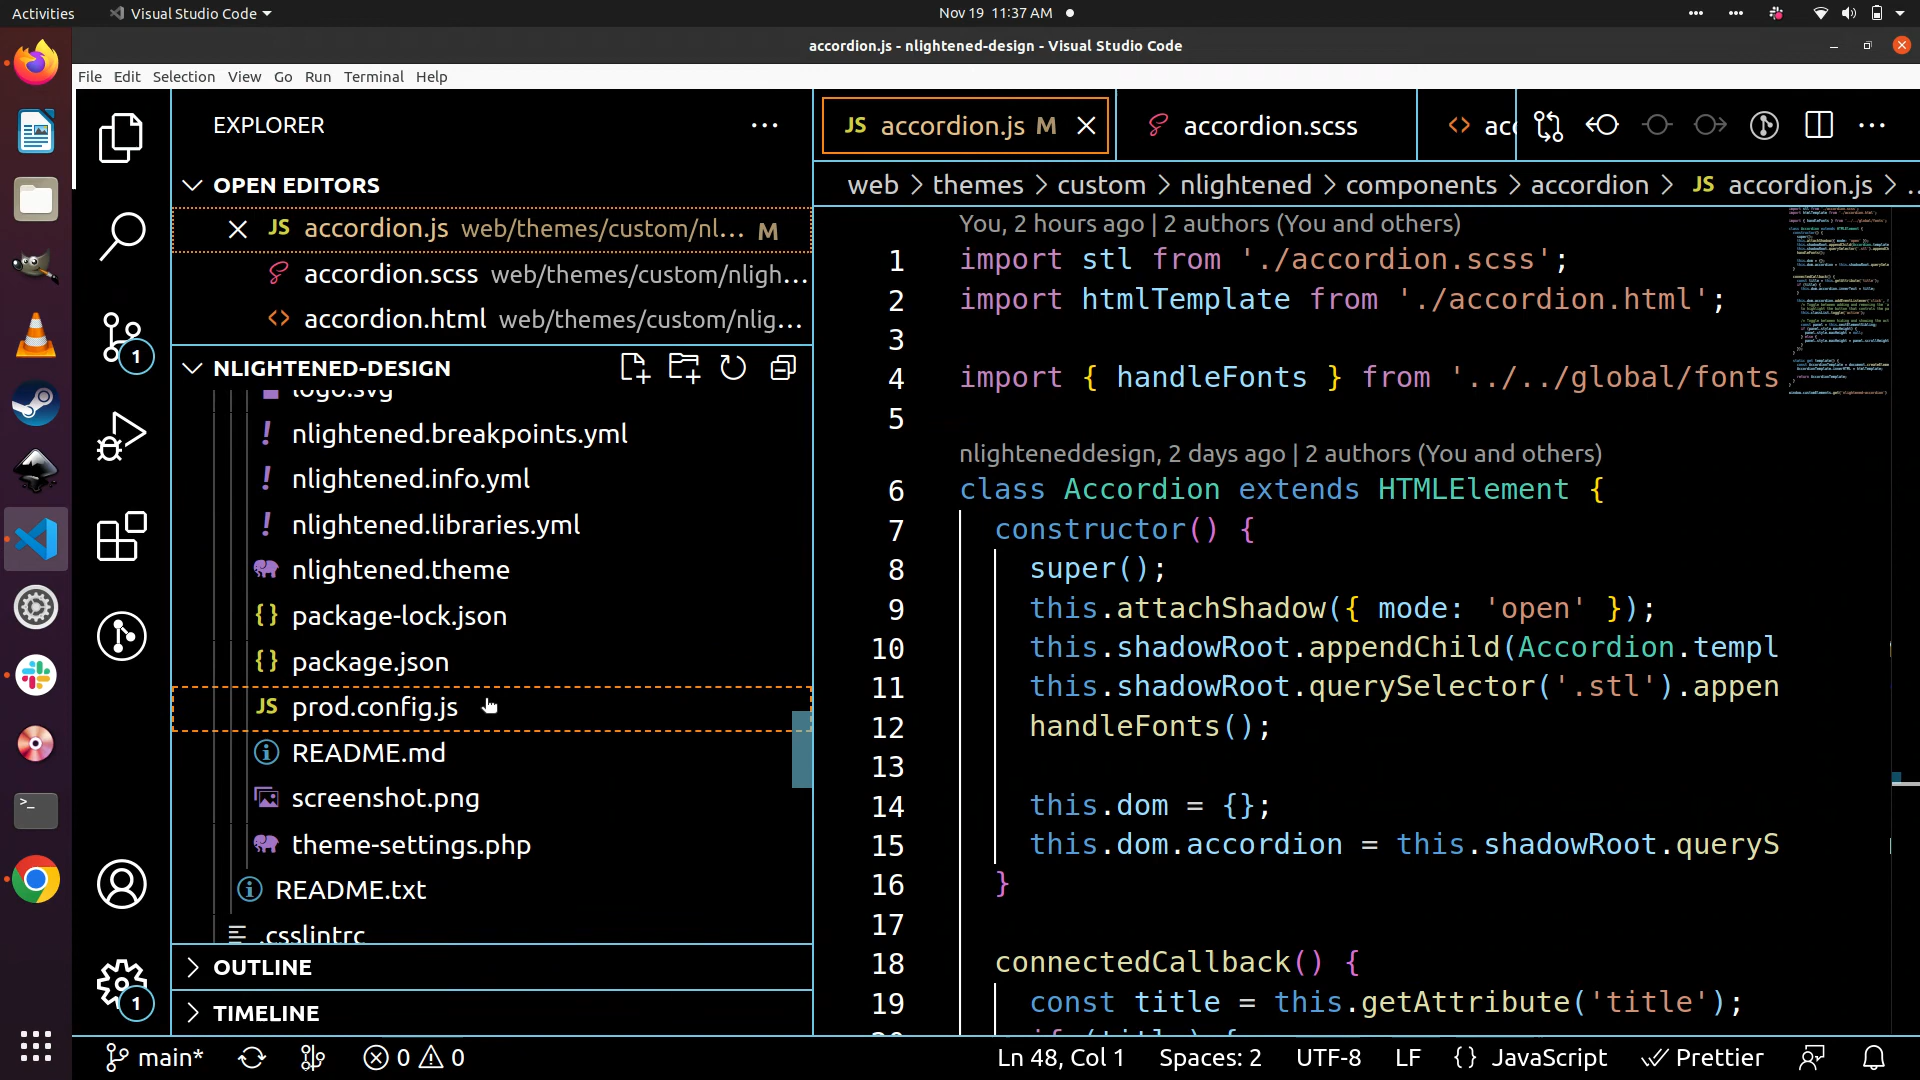 Activities
Visual Studio Code
Nov 19 11:37 AM
accordion.js - nlightened-design - Visual Studio Code
File Edit Selection View Go Run Terminal Help
EXPLORER
OPEN EDITORS
JS accordion.js web/themes/custom/nl... M
accordion.scss web/themes/custom/nligh...
<> accordion.html web/themes/custom/nlig...
NLIGHTENED-DESIGN
logo.svg
! nlightened.breakpoints.yml
! nlightened.info.yml
! nlightened.libraries.yml
nlightened.theme
{} package-lock.json
{} package.json
JS prod.config.js
README.md
screenshot.png
theme-settings.php
README.txt
.csslintrc
OUTLINE
TIMELINE
1
1
JS accordion.js M
accordion.scss
<> acc
web > themes > custom > nlightened > components > accordion > JS accordion.js > ...
You, 2 hours ago | 2 authors (You and others)
1 import stl from './accordion.scss';
2 import htmlTemplate from './accordion.html';
3
4 import { handleFonts } from '../../global/fonts
5
nlighteneddesign, 2 days ago | 2 authors (You and others)
6 class Accordion extends HTMLElement {
7 constructor() {
8 super();
9 this.attachShadow({ mode: 'open' });
10 this.shadowRoot.appendChild(Accordion.templ
11 this.shadowRoot.querySelector('.stl').appen
12 handleFonts();
13
14 this.dom = {};
15 this.dom.accordion = this.shadowRoot.queryS
16 }
17
18 connectedCallback() {
19 const title = this.getAttribute('title');
20 if (title) {
main* 0 0
Ln 48, Col 1 Spaces: 2 UTF-8 LF {} JavaScript Prettier